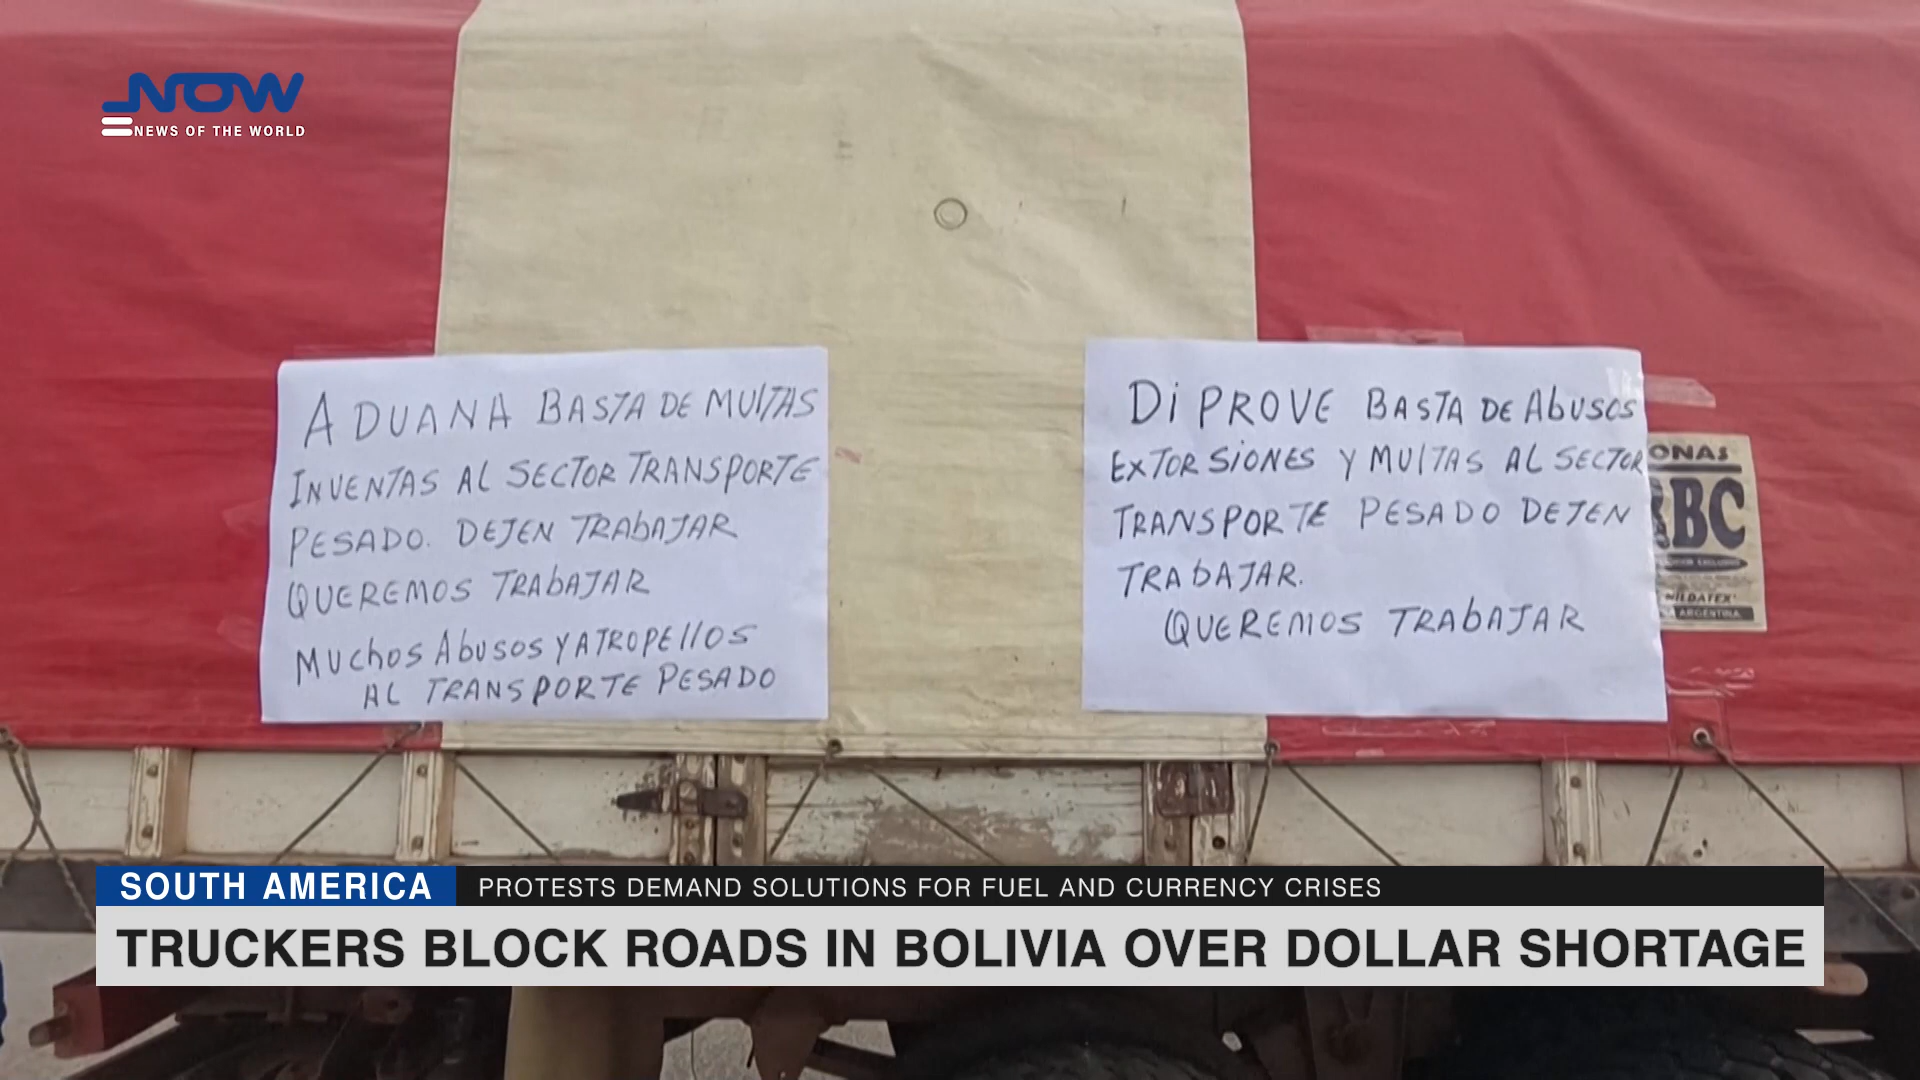 NOW
NEWS OF THE WORLD
ADUANA BASTA DE MULTAS
INVENTAS AL SECTOR TRANSPORTE
PESADO. DEJEN TRABAJAR
QUEREMOS TRABAJAR
MUCHOS ABUSOS Y ATROPELLOS
AL TRANSPORTE PESADO
DiPROVE BASTA DE ABUSOS
EXTORSIONES Y MULTAS AL SECTOR
TRANSPORTE PESADO DEJEN
TRABAJAR.
QUEREMOS TRABAJAR
ONAS
BC
ARGENTINA
SOUTH AMERICA
PROTESTS DEMAND SOLUTIONS FOR FUEL AND CURRENCY CRISES
TRUCKERS BLOCK ROADS IN BOLIVIA OVER DOLLAR SHORTAGE